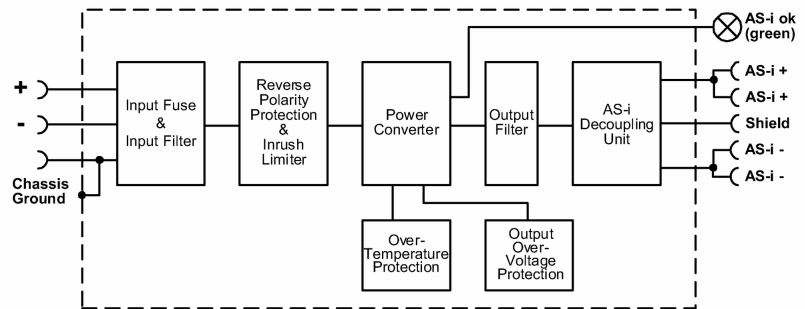 AS-i ok
(green)
+
-
Chassis
Ground
Input Fuse
&
Input Filter
Reverse
Polarity
Protection
&
Inrush
Limiter
Power
Converter
Output
Filter
AS-i
Decoupling
Unit
AS-i +
AS-i +
Shield
AS-i -
AS-i -
Over-
Temperature
Protection
Output
Over-
Voltage
Protection